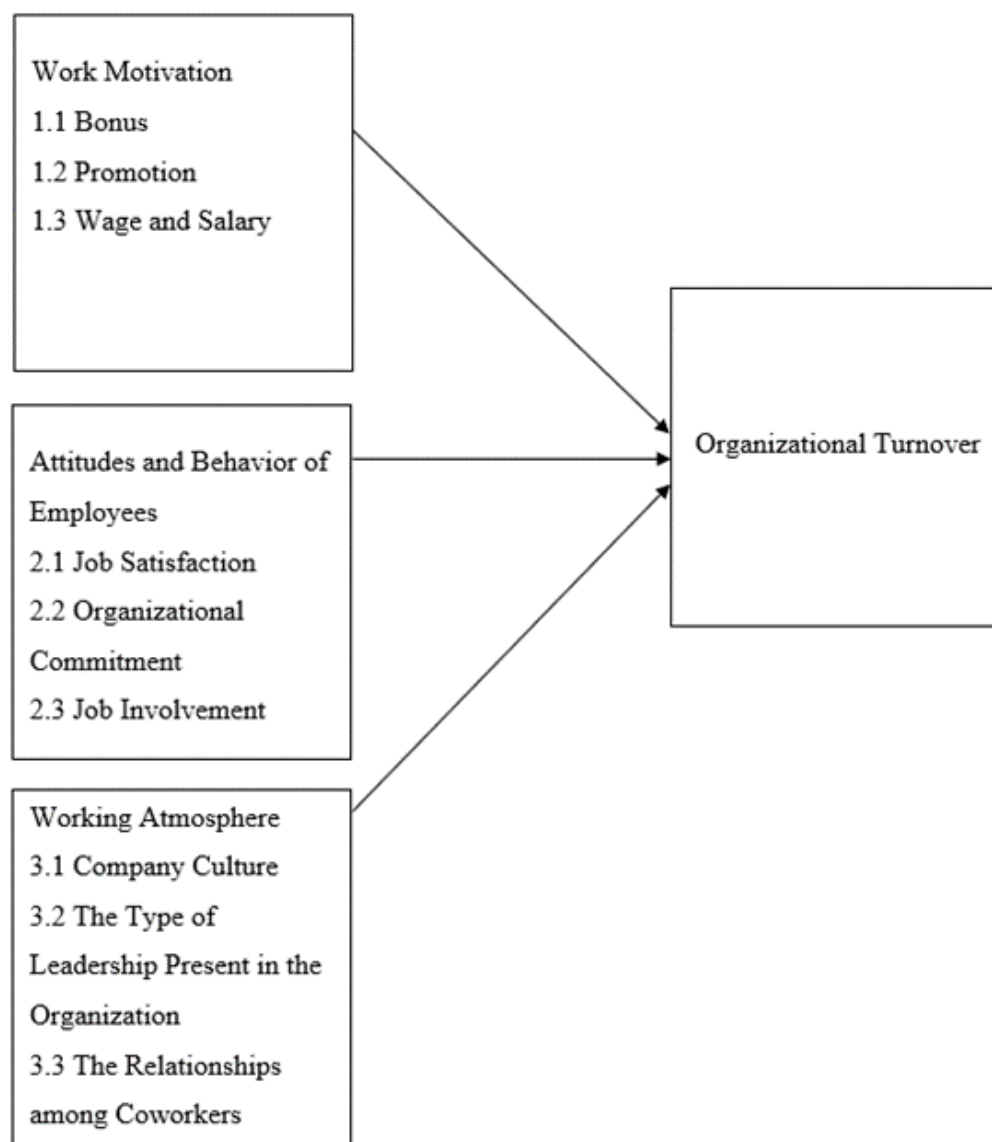 Work Motivation
1.1 Bonus
1.2 Promotion
1.3 Wage and Salary
Attitudes and Behavior of
Employees
2.1 Job Satisfaction
2.2 Organizational
Commitment
2.3 Job Involvement
Working Atmosphere
3.1 Company Culture
3.2 The Type of
Leadership Present in the
Organization
3.3 The Relationships
among Coworkers
Organizational Turnover